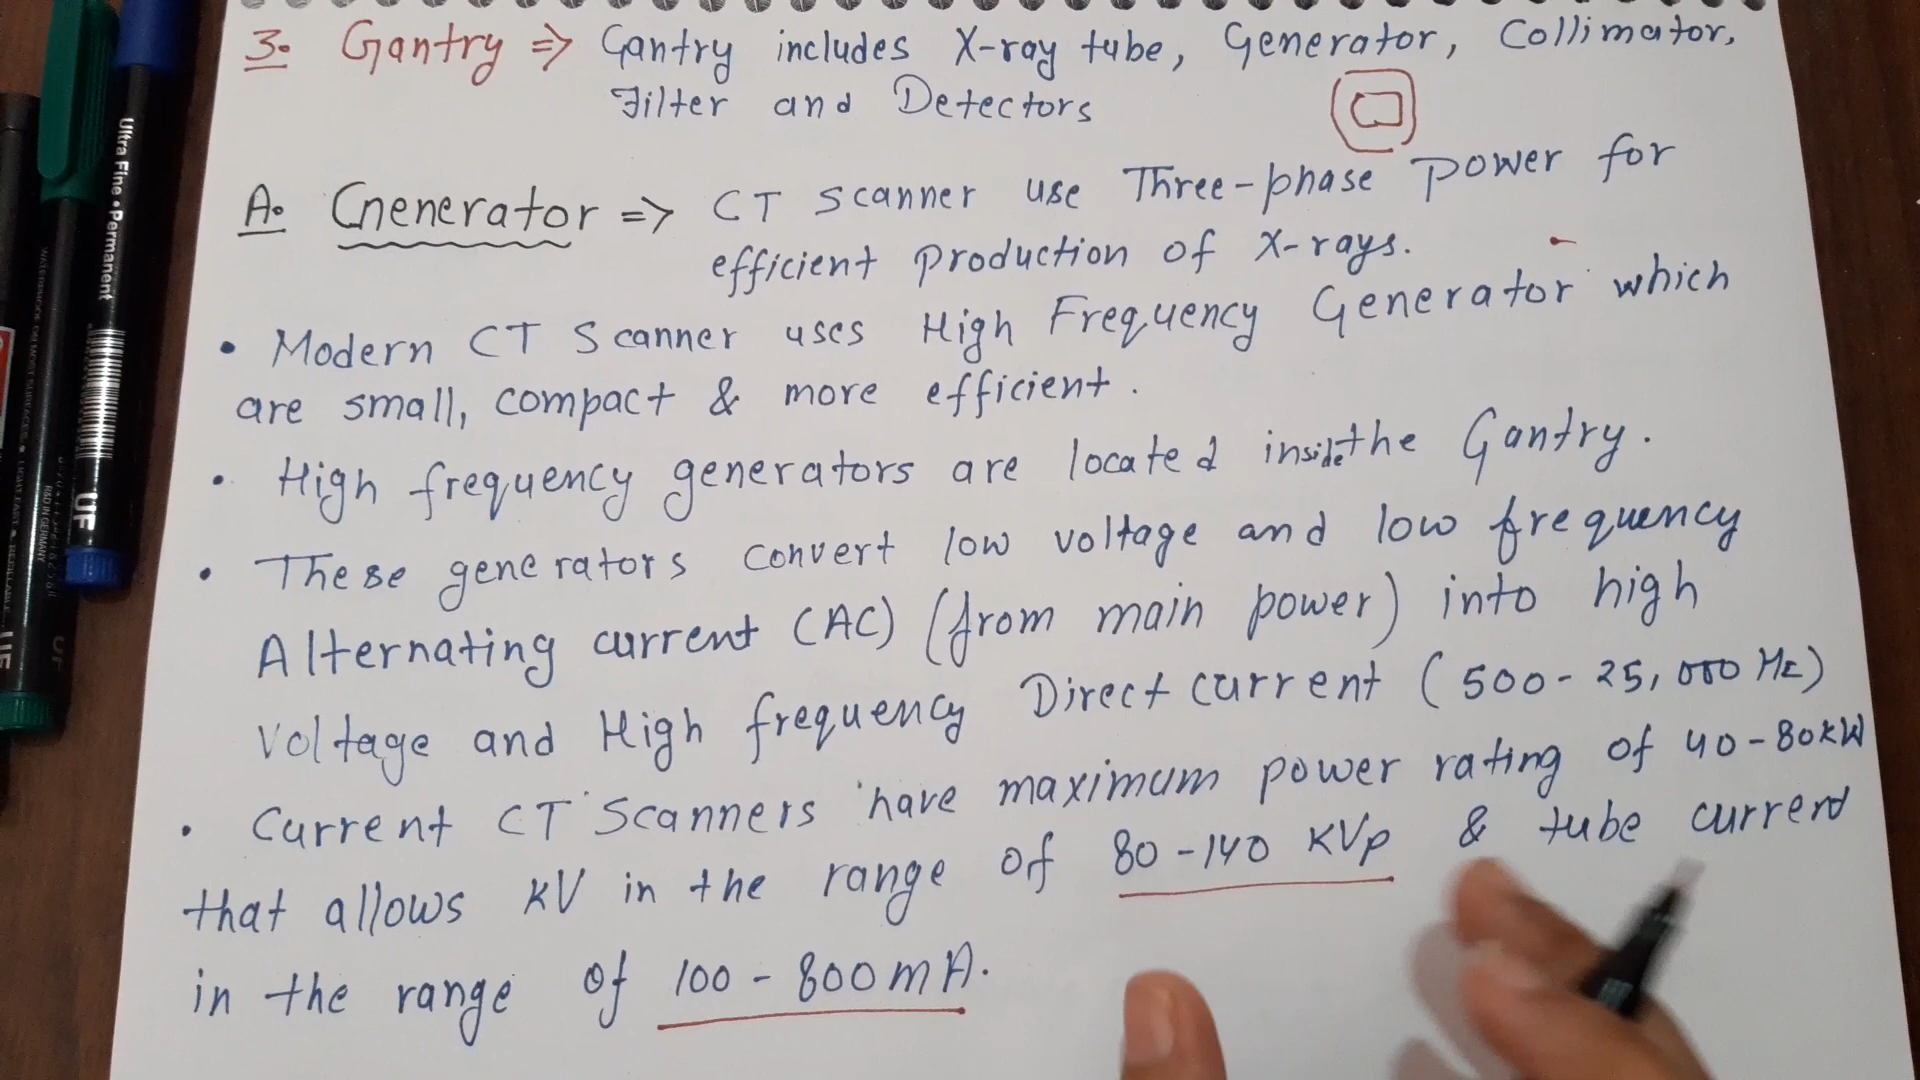 3. Gantry => Gantry includes X-ray tube, Generator, Collimator,
Filter and Detectors
A. Generator => CT Scanner use Three-phase power for
efficient production of X-rays.
• Modern CT Scanner uses High Frequency Generator which
are small, compact & more efficient.
• High frequency generators are located inside the Gantry.
• These generators convert low voltage and low frequency
Alternating current (AC) (from main power) into high
Voltage and High frequency Direct current (500-25,000 Hz)
• Current CT Scanners have maximum power rating of 40-80kW
that allows kV in the range of 80-140 KVp & tube current
in the range of 100-800mA.
Ultra Fine • Permanent
UF
UF